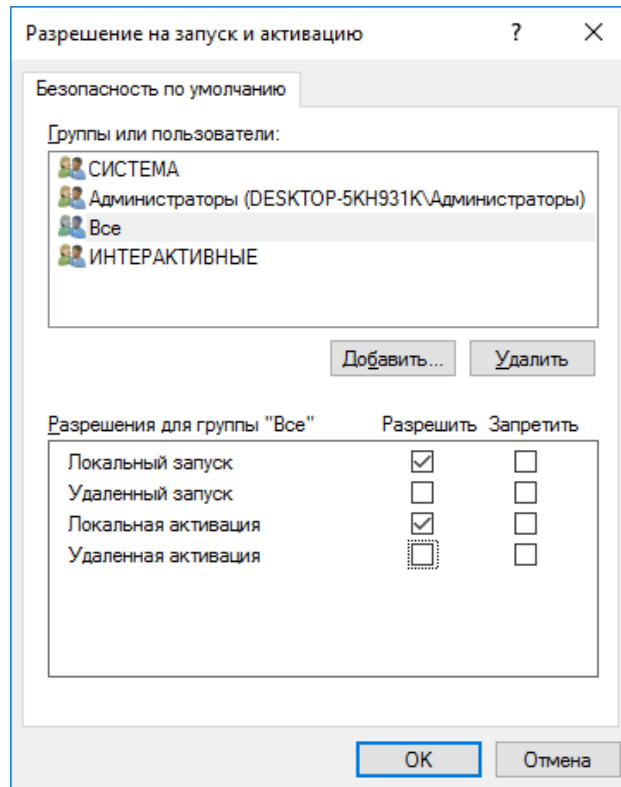 Разрешение на запуск и активацию ?
Безопасность по умолчанию
Группы или пользователи:
СИСТЕМА
Администраторы (DESKTOP-5KH931K\Администраторы)
Все
ИНТЕРАКТИВНЫЕ
Добавить... Удалить
Разрешения для группы "Все" Разрешить Запретить
Локальный запуск
Удаленный запуск
Локальная активация
Удаленная активация
OK Отмена